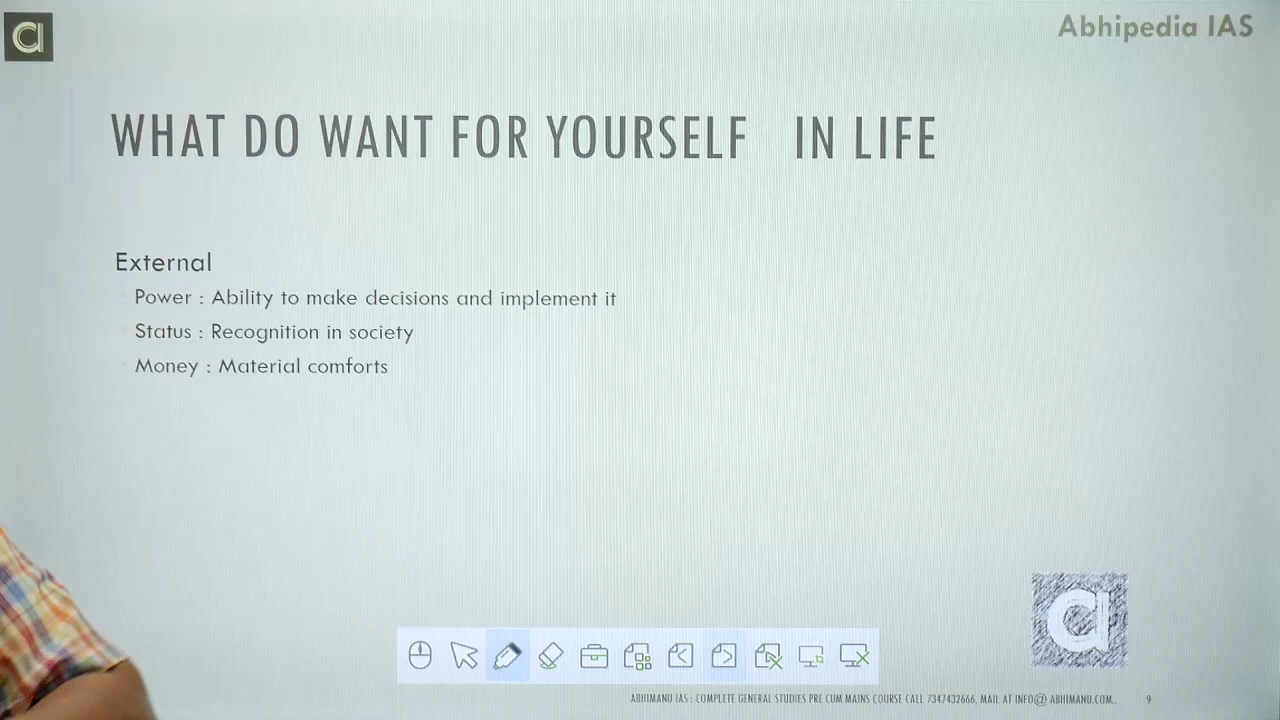 Abhipedia IAS
WHAT DO WANT FOR YOURSELF IN LIFE
External
Power : Ability to make decisions and implement it
Status : Recognition in society
Money : Material comforts
ABHIMANU IAS : COMPLETE GENERAL STUDIES PRE CUM MAINS COURSE CALL 7347432666, MAIL AT INFO@ ABHIMANU.COM.. 9